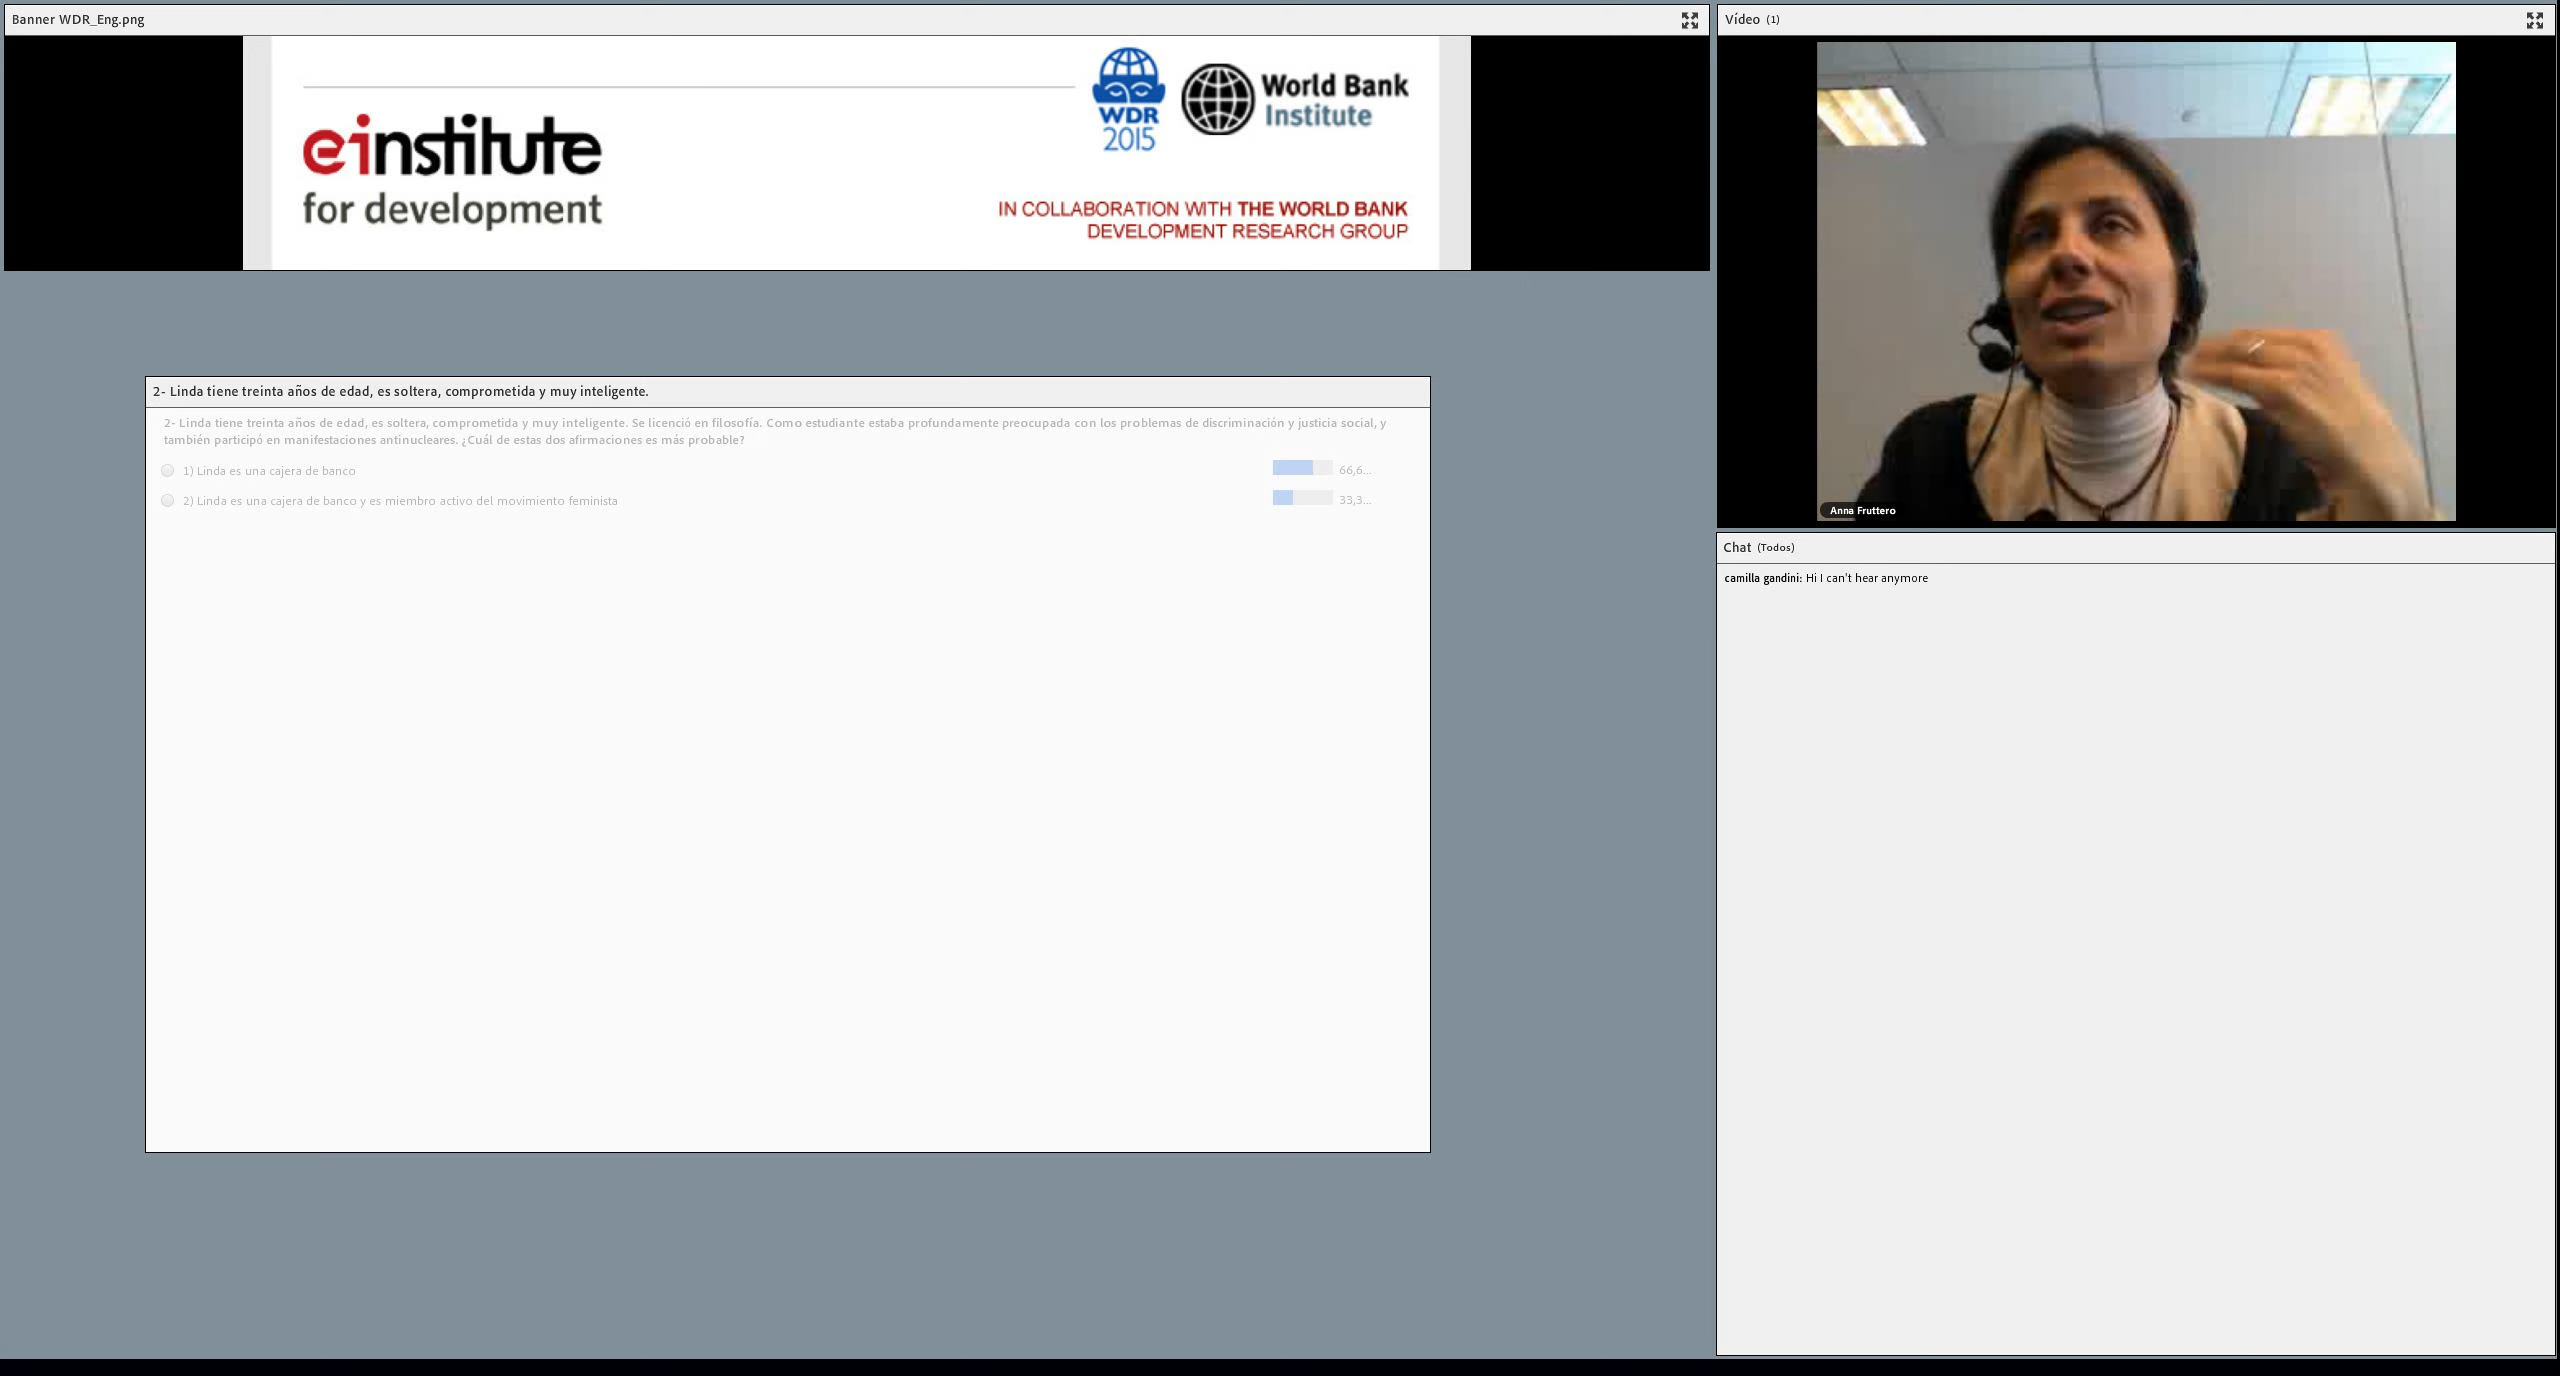 Banner WDR_Eng.png
einstitute
for development
WDR
2015
World Bank
Institute
IN COLLABORATION WITH THE WORLD BANK
DEVELOPMENT RESEARCH GROUP
2- Linda tiene treinta años de edad, es soltera, comprometida y muy inteligente.
2- Linda tiene treinta años de edad, es soltera, comprometida y muy inteligente. Se licenció en filosofía. Como estudiante estaba profundamente preocupada con los problemas de discriminación y justicia social, y
también participó en manifestaciones antinucleares. ¿Cuál de estas dos afirmaciones es más probable?
1) Linda es una cajera de banco 66,6...
2) Linda es una cajera de banco y es miembro activo del movimiento feminista 33,3...
Vídeo (1)
Anna Fruttero
Chat (Todos)
camilla gandini: Hi I can't hear anymore